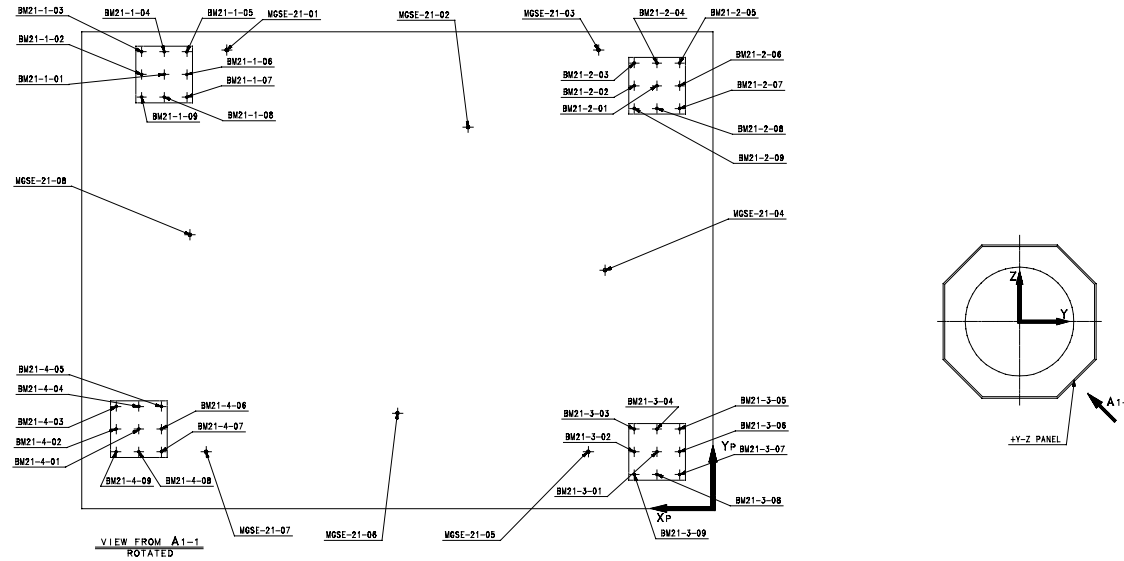 BM21-1-03
BM21-1-04
BM21-1-05
MGSE-21-01
MGSE-21-02
MGSE-21-03
BM21-2-04
BM21-2-05
BM21-1-02
BM21-1-06
BM21-2-06
BM21-1-01
BM21-1-07
BM21-2-03
BM21-2-02
BM21-2-07
BM21-2-01
BM21-1-09
BM21-1-08
BM21-2-08
BM21-2-09
MGSE-21-08
MGSE-21-04
Z
Y
BM21-4-05
BM21-4-04
BM21-4-06
BM21-3-04
BM21-3-05
BM21-4-03
BM21-4-07
BM21-3-03
BM21-3-06
BM21-4-02
BM21-3-02
YP
BM21-3-07
BM21-4-01
BM21-4-09
BM21-4-08
BM21-3-01
BM21-3-08
XP
MGSE-21-07
MGSE-21-06
MGSE-21-05
BM21-3-09
VIEW FROM A1-1
ROTATED
A1-
+Y-Z PANEL